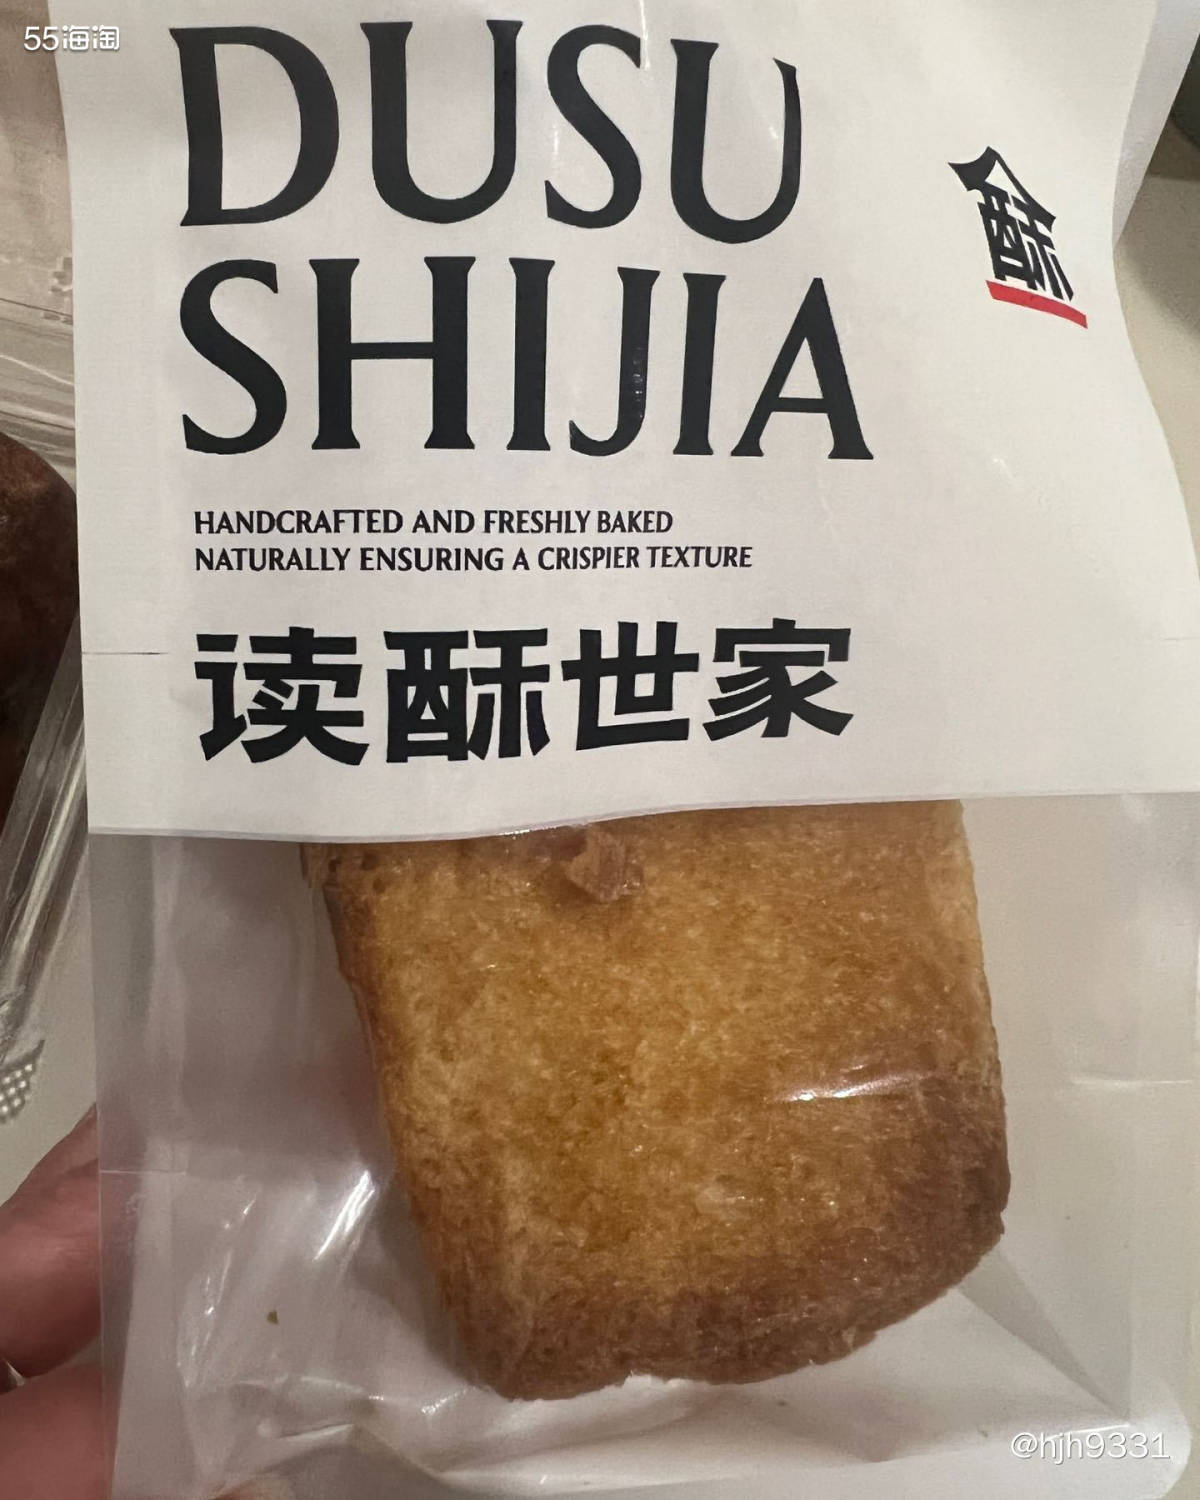 55海淘
DUSU
SHIJIA
酥
HANDCRAFTED AND FRESHLY BAKED
NATURALLY ENSURING A CRISPIER TEXTURE
读酥世家
@hjh9331